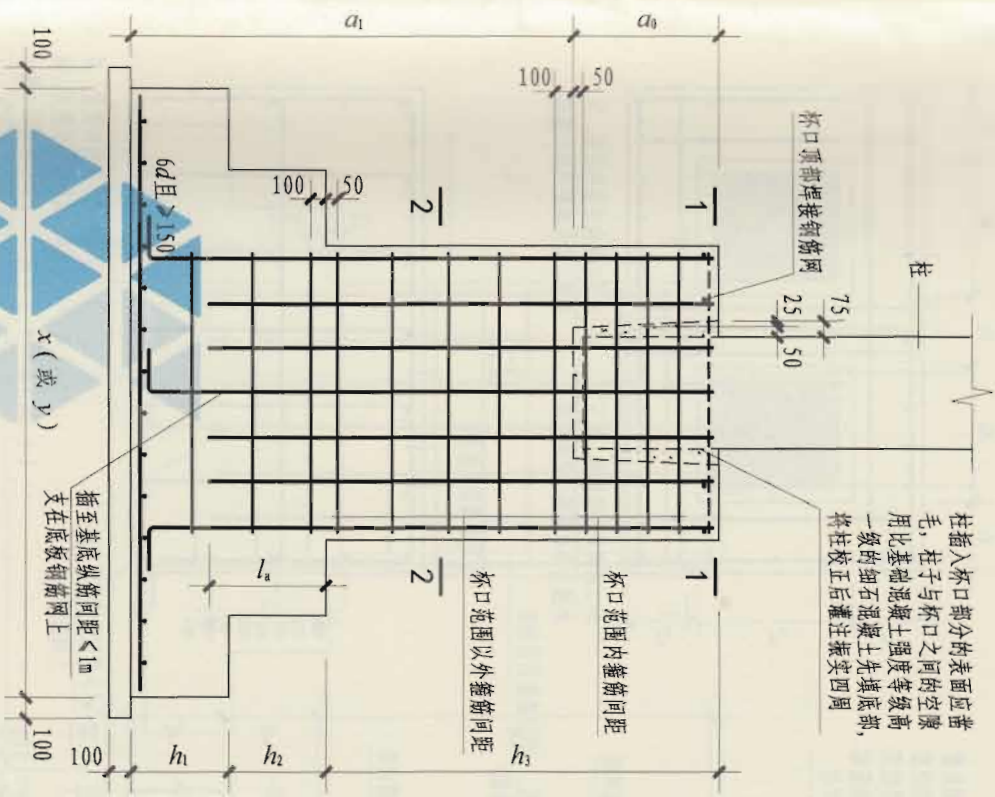 a₁
a₀
100
100
50
杯口顶部焊接钢筋网
柱
75
25
50
1
2
100
50
6d且≥150
x(或 y)
插至基底纵筋间距≤1m
支在底板钢筋网上
lₐ
2
1
杯口范围以外箍筋间距
杯口范围内箍筋间距
柱插入杯口部分的表面应凿
毛，柱子与杯口之间的空隙
用比基础混凝土强度等级高
一级的细石混凝土先填底部，
将柱校正后灌注振实四周
100
100
h₁
h₂
h₃